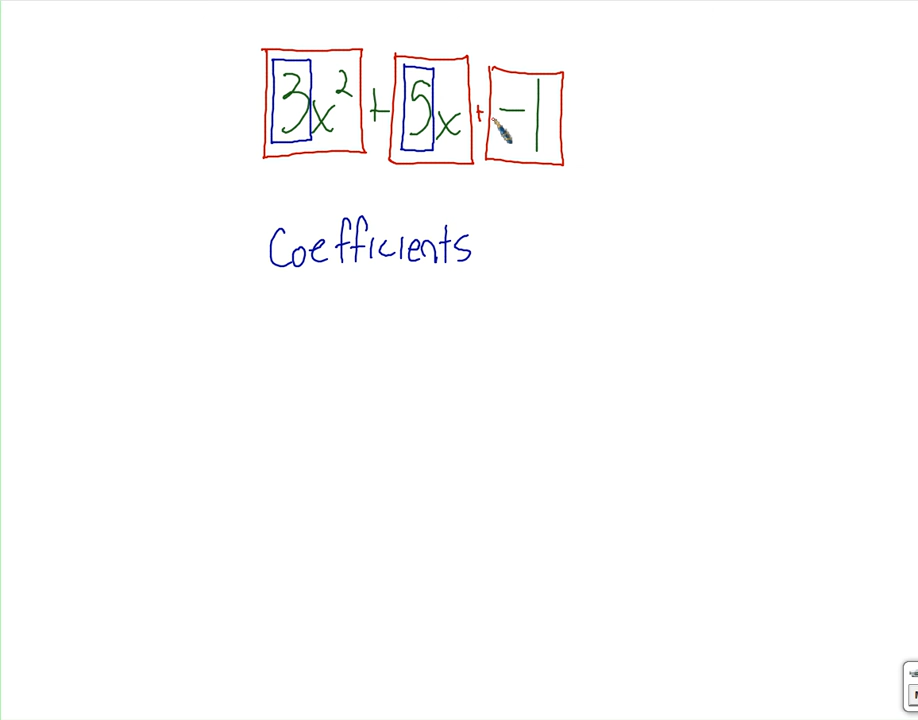 3x² + 5x + -1
Coefficients